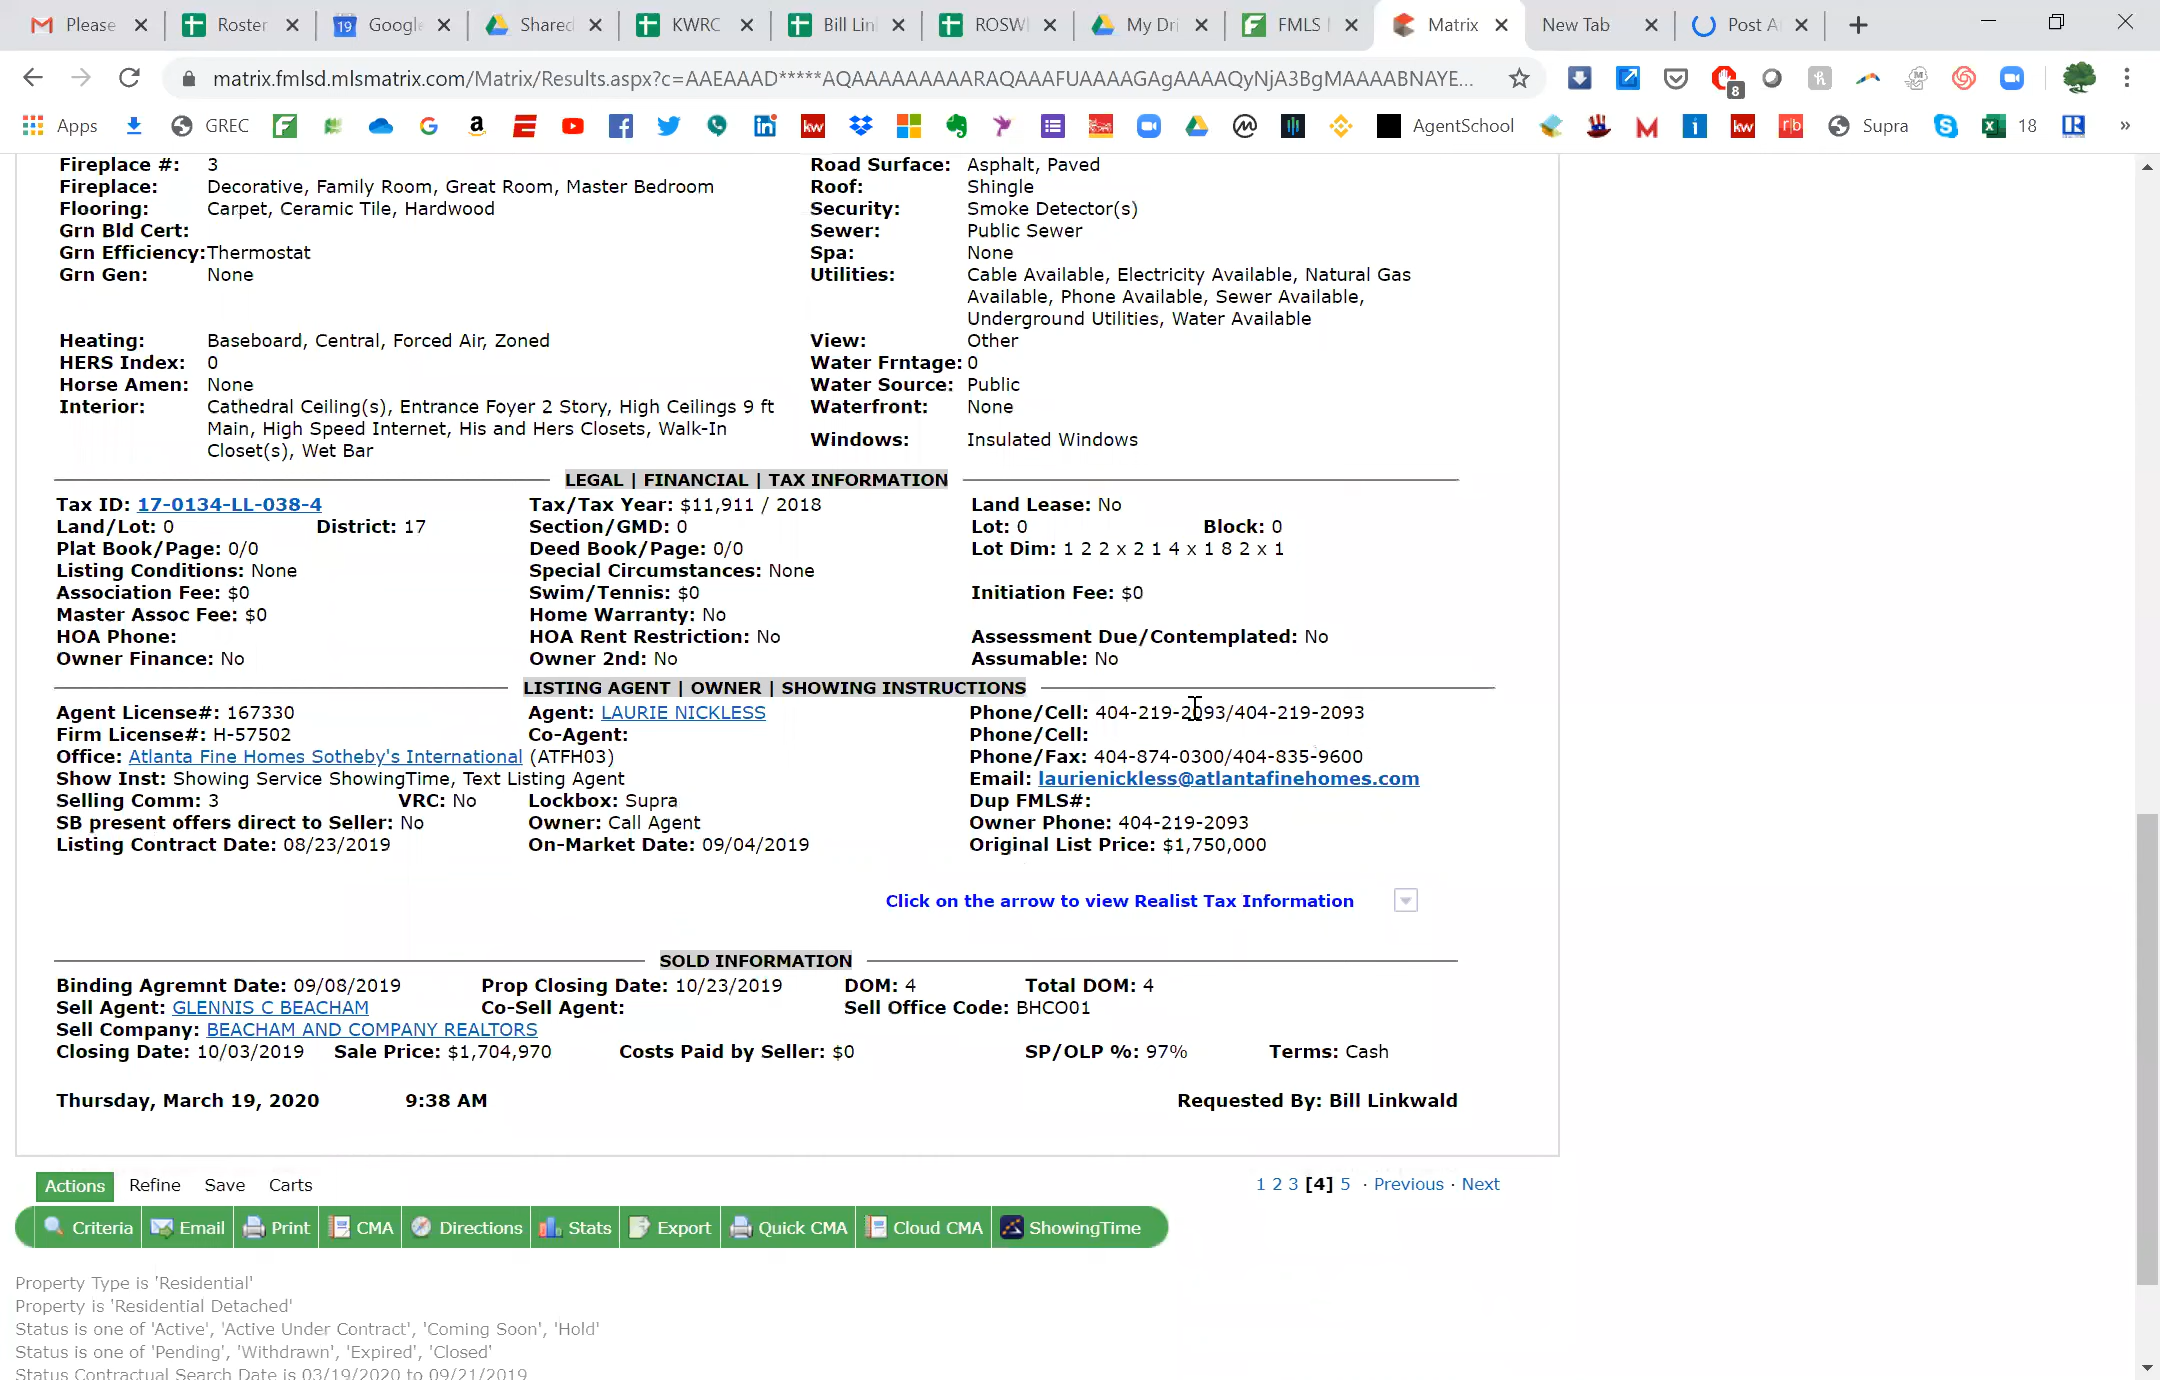 Please Roster Google Shared KWRC Bill Lin ROSW My Dri FMLS Matrix New Tab Post A
19
matrix.fmlsd.mlsmatrix.com/Matrix/Results.aspx?c=AAEAAAD*****AQAAAAAAAAARAQAAAFUAAAAGAgAAAAQyNjA3BgMAAAABNAYE...
8
Apps GREC AgentSchool Supra 18 »
Fireplace #: 3
Fireplace: Decorative, Family Room, Great Room, Master Bedroom
Flooring: Carpet, Ceramic Tile, Hardwood
Grn Bld Cert:
Grn Efficiency: Thermostat
Grn Gen: None
Heating: Baseboard, Central, Forced Air, Zoned
HERS Index: 0
Horse Amen: None
Interior: Cathedral Ceiling(s), Entrance Foyer 2 Story, High Ceilings 9 ft
Main, High Speed Internet, His and Hers Closets, Walk-In
Closet(s), Wet Bar
Road Surface: Asphalt, Paved
Roof: Shingle
Security: Smoke Detector(s)
Sewer: Public Sewer
Spa: None
Utilities: Cable Available, Electricity Available, Natural Gas
Available, Phone Available, Sewer Available,
Underground Utilities, Water Available
View: Other
Water Frntage: 0
Water Source: Public
Waterfront: None
Windows: Insulated Windows
LEGAL | FINANCIAL | TAX INFORMATION
Tax ID: 17-0134-LL-038-4 Tax/Tax Year: $11,911 / 2018 Land Lease: No
Land/Lot: 0 District: 17 Section/GMD: 0 Lot: 0 Block: 0
Plat Book/Page: 0/0 Deed Book/Page: 0/0 Lot Dim: 1 2 2 x 2 1 4 x 1 8 2 x 1
Listing Conditions: None Special Circumstances: None
Association Fee: $0 Swim/Tennis: $0 Initiation Fee: $0
Master Assoc Fee: $0 Home Warranty: No
HOA Phone: HOA Rent Restriction: No Assessment Due/Contemplated: No
Owner Finance: No Owner 2nd: No Assumable: No
LISTING AGENT | OWNER | SHOWING INSTRUCTIONS
Agent License#: 167330 Agent: LAURIE NICKLESS Phone/Cell: 404-219-2093/404-219-2093
Firm License#: H-57502 Co-Agent: Phone/Cell:
Office: Atlanta Fine Homes Sotheby's International (ATFH03) Phone/Fax: 404-874-0300/404-835-9600
Show Inst: Showing Service ShowingTime, Text Listing Agent Email: laurienickless@atlantafinehomes.com
Selling Comm: 3 VRC: No Lockbox: Supra Dup FMLS#:
SB present offers direct to Seller: No Owner: Call Agent Owner Phone: 404-219-2093
Listing Contract Date: 08/23/2019 On-Market Date: 09/04/2019 Original List Price: $1,750,000
Click on the arrow to view Realist Tax Information
SOLD INFORMATION
Binding Agremnt Date: 09/08/2019 Prop Closing Date: 10/23/2019 DOM: 4 Total DOM: 4
Sell Agent: GLENNIS C BEACHAM Co-Sell Agent: Sell Office Code: BHCO01
Sell Company: BEACHAM AND COMPANY REALTORS
Closing Date: 10/03/2019 Sale Price: $1,704,970 Costs Paid by Seller: $0 SP/OLP %: 97% Terms: Cash
Thursday, March 19, 2020 9:38 AM Requested By: Bill Linkwald
Actions Refine Save Carts 1 2 3 [4] 5 · Previous · Next
Criteria Email Print CMA Directions Stats Export Quick CMA Cloud CMA ShowingTime
Property Type is 'Residential'
Property is 'Residential Detached'
Status is one of 'Active', 'Active Under Contract', 'Coming Soon', 'Hold'
Status is one of 'Pending', 'Withdrawn', 'Expired', 'Closed'
Status Contractual Search Date is 03/19/2020 to 09/21/2019